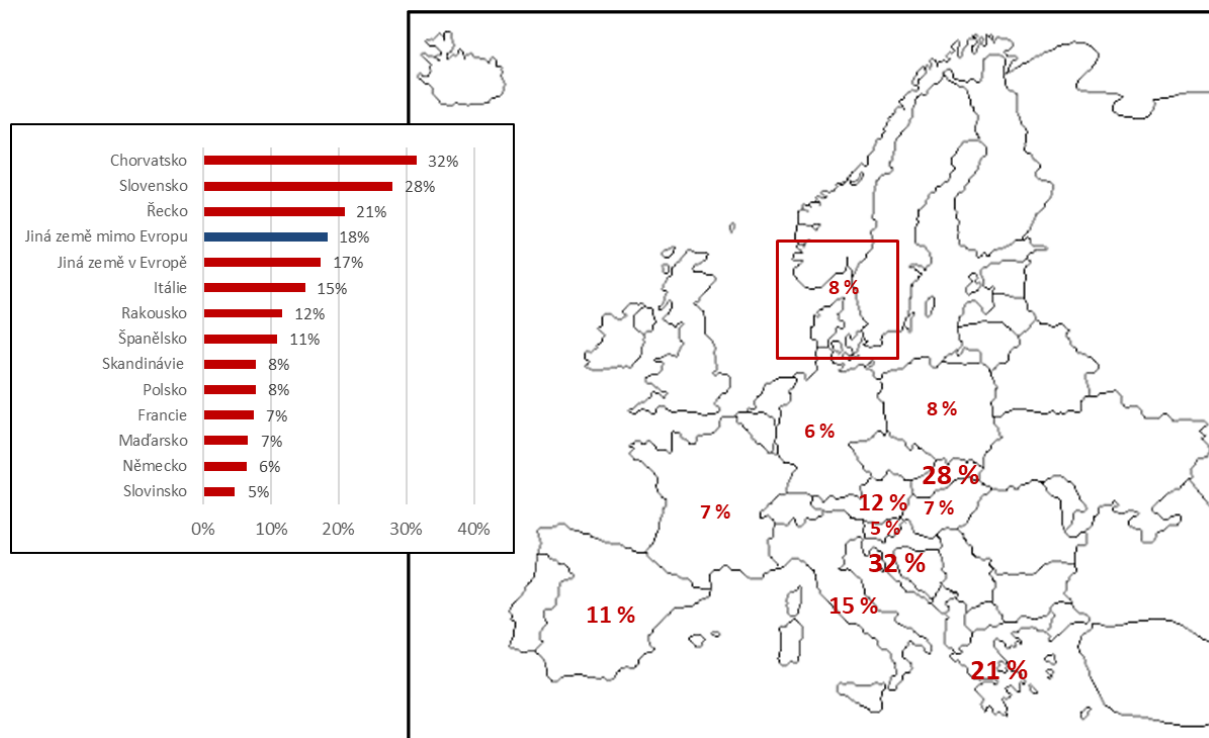 Chorvatsko 32%
Slovensko 28%
Řecko 21%
Jiná země mimo Evropu 18%
Jiná země v Evropě 17%
Itálie 15%
Rakousko 12%
Španělsko 11%
Skandinávie 8%
Polsko 8%
Francie 7%
Maďarsko 7%
Německo 6%
Slovinsko 5%
0% 10% 20% 30% 40%
8 %
8 %
6 %
28 %
12 %
7 %
7 %
5 %
32 %
15 %
11 %
21 %